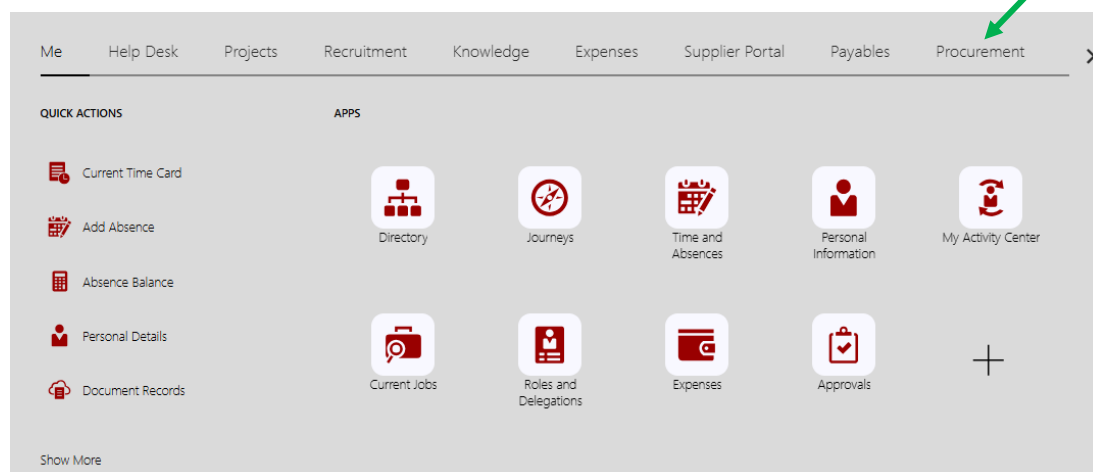 Me Help Desk Projects Recruitment Knowledge Expenses Supplier Portal Payables Procurement
QUICK ACTIONS
Current Time Card
Add Absence
Absence Balance
Personal Details
Document Records
Show More
APPS
Directory
Journeys
Time and
Absences
Personal
Information
My Activity Center
Current Jobs
Roles and
Delegations
Expenses
Approvals